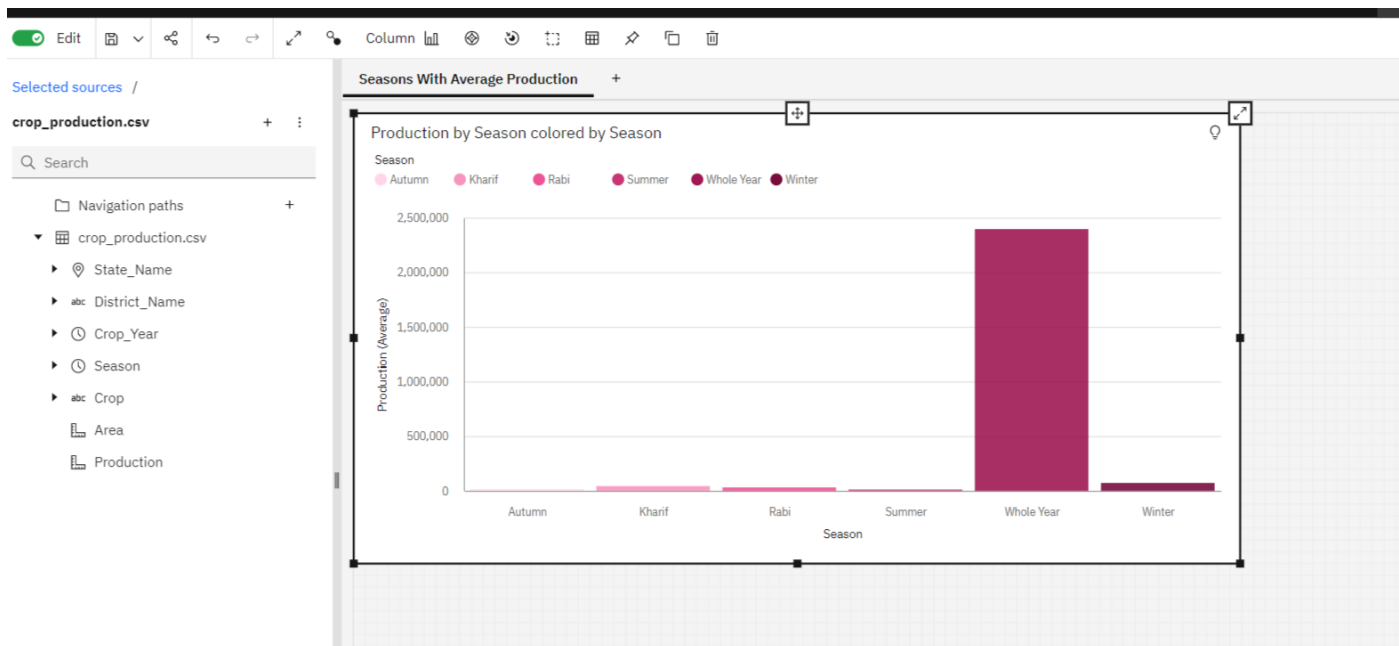 Edit
Column
Selected sources /
crop_production.csv
Search
Navigation paths
crop_production.csv
State_Name
abc District_Name
Crop_Year
Season
abc Crop
Area
Production
Seasons With Average Production
Production by Season colored by Season
Season
Autumn Kharif Rabi Summer Whole Year Winter
Production (Average)
2,500,000
2,000,000
1,500,000
1,000,000
500,000
0
Autumn Kharif Rabi Summer Whole Year Winter
Season